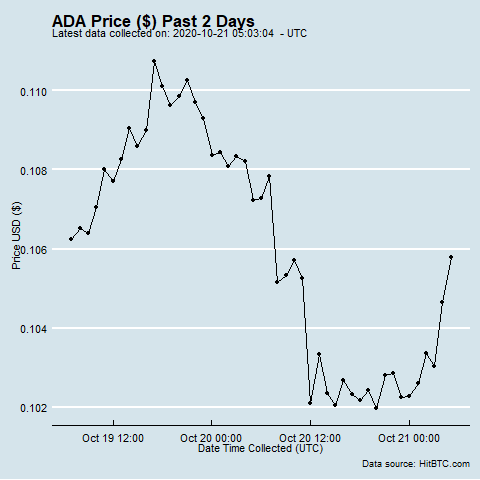 ADA Price ($) Past 2 Days
Latest data collected on: 2020-10-21 05:03:04 - UTC
0.110
0.108
0.106
0.104
0.102
Price USD ($)
Oct 19 12:00 Oct 20 00:00 Oct 20 12:00 Oct 21 00:00
Date Time Collected (UTC)
Data source: HitBTC.com